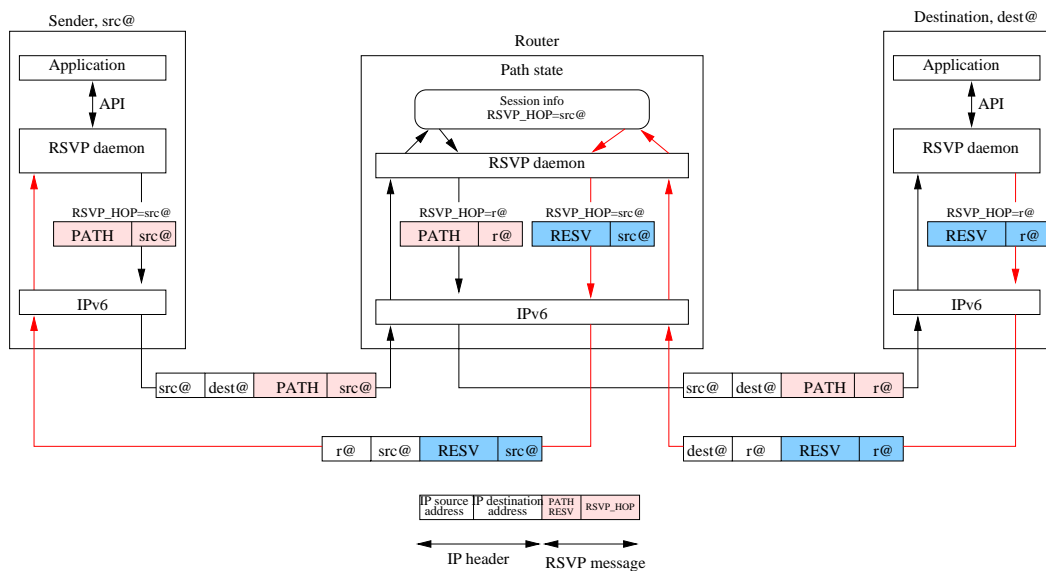 Sender, src@
Application
API
RSVP daemon
RSVP_HOP=src@
PATH src@
IPv6
Router
Path state
Session info
RSVP_HOP=src@
RSVP daemon
RSVP_HOP=r@ RSVP_HOP=src@
PATH r@ RESV src@
IPv6
Destination, dest@
Application
API
RSVP daemon
RSVP_HOP=r@
RESV r@
IPv6
src@ dest@ PATH src@
src@ dest@ PATH r@
r@ src@ RESV src@
dest@ r@ RESV r@
IP source address
IP destination address
PATH RESV
RSVP_HOP
IP header
RSVP message